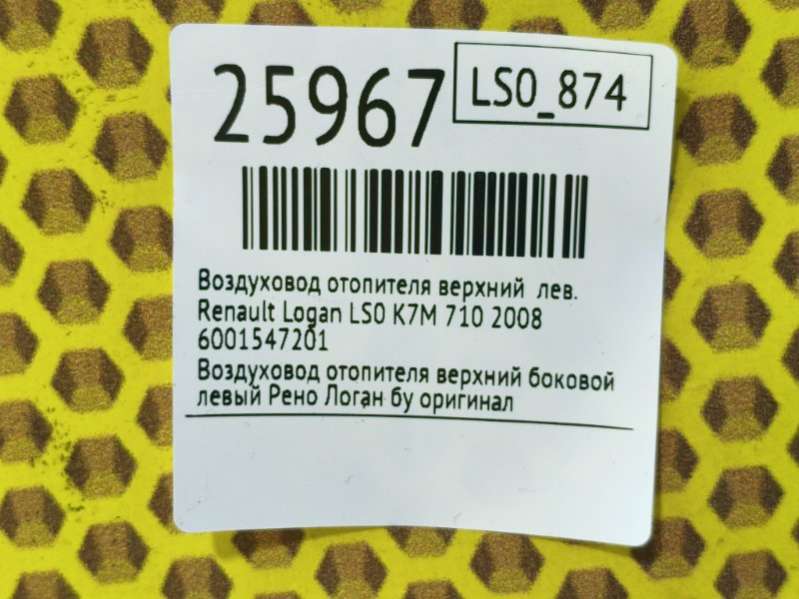 25967
LS0_874
Воздуховод отопителя верхний лев.
Renault Logan LS0 K7M 710 2008
6001547201
Воздуховод отопителя верхний боковой
левый Рено Логан бу оригинал